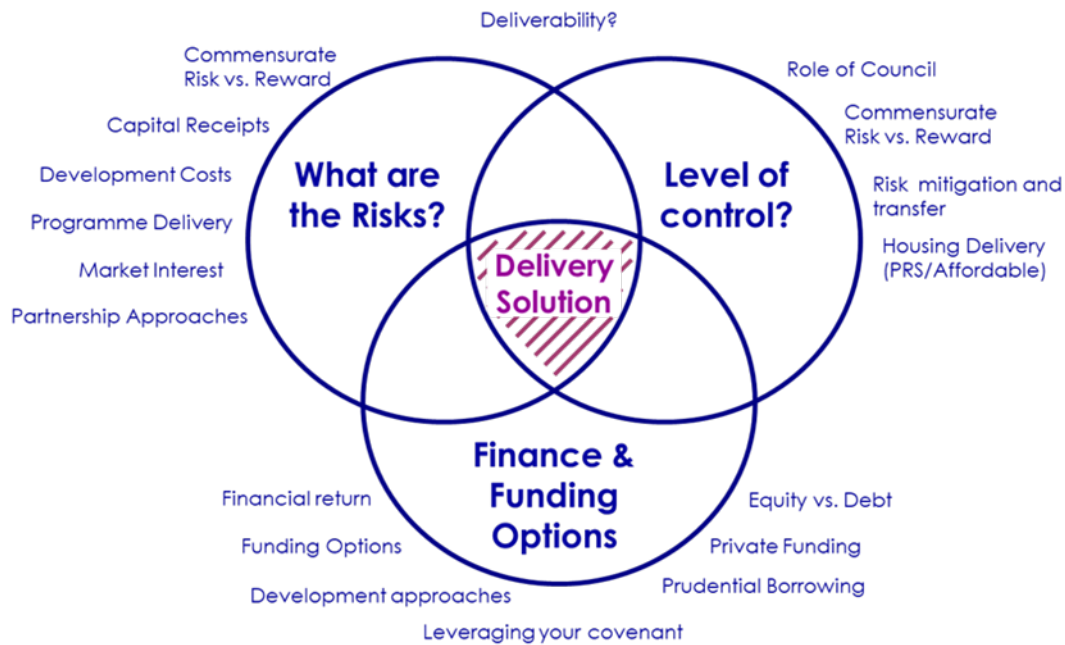 Deliverability?
Commensurate
Risk vs. Reward
Capital Receipts
Development Costs
Programme Delivery
Market Interest
Partnership Approaches
What are
the Risks?
Level of
control?
Role of Council
Commensurate
Risk vs. Reward
Risk mitigation and
transfer
Housing Delivery
(PRS/Affordable)
Delivery
Solution
Finance &
Funding
Options
Financial return
Funding Options
Development approaches
Leveraging your covenant
Equity vs. Debt
Private Funding
Prudential Borrowing